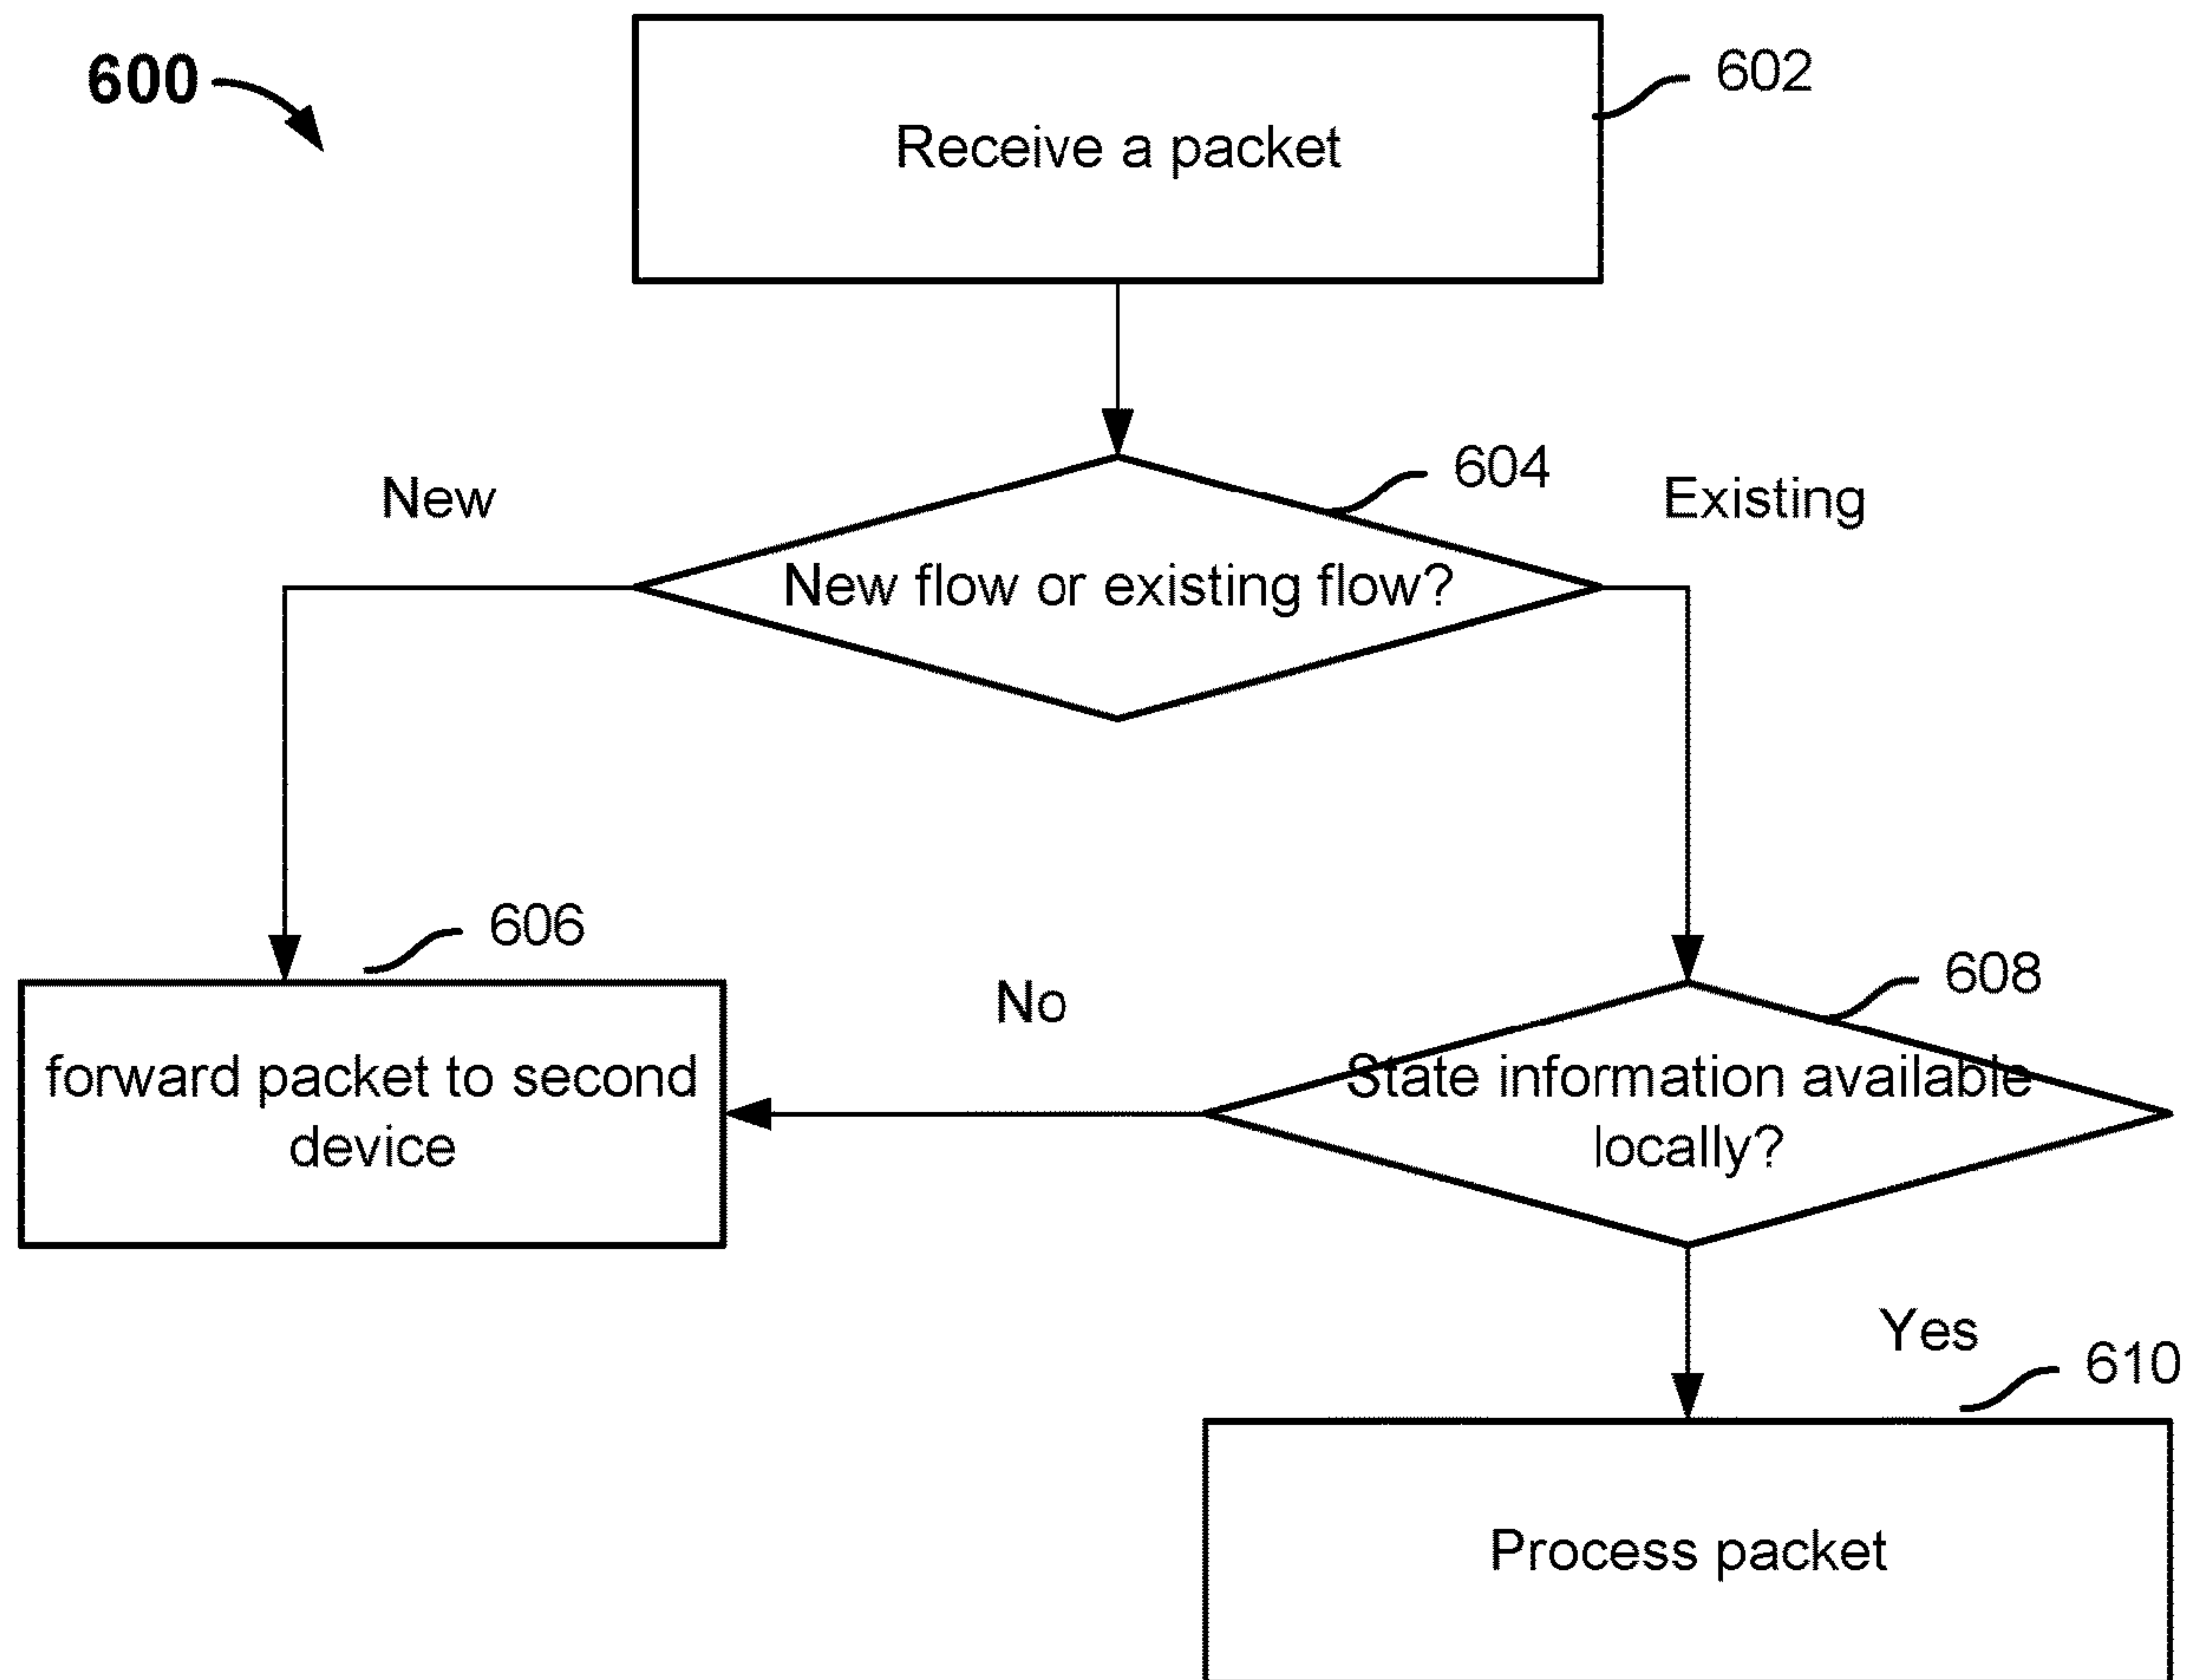 600
602
Receive a packet
604
New
Existing
New flow or existing flow?
606
608
No
forward packet to second
device
State information available
locally?
Yes
610
Process packet